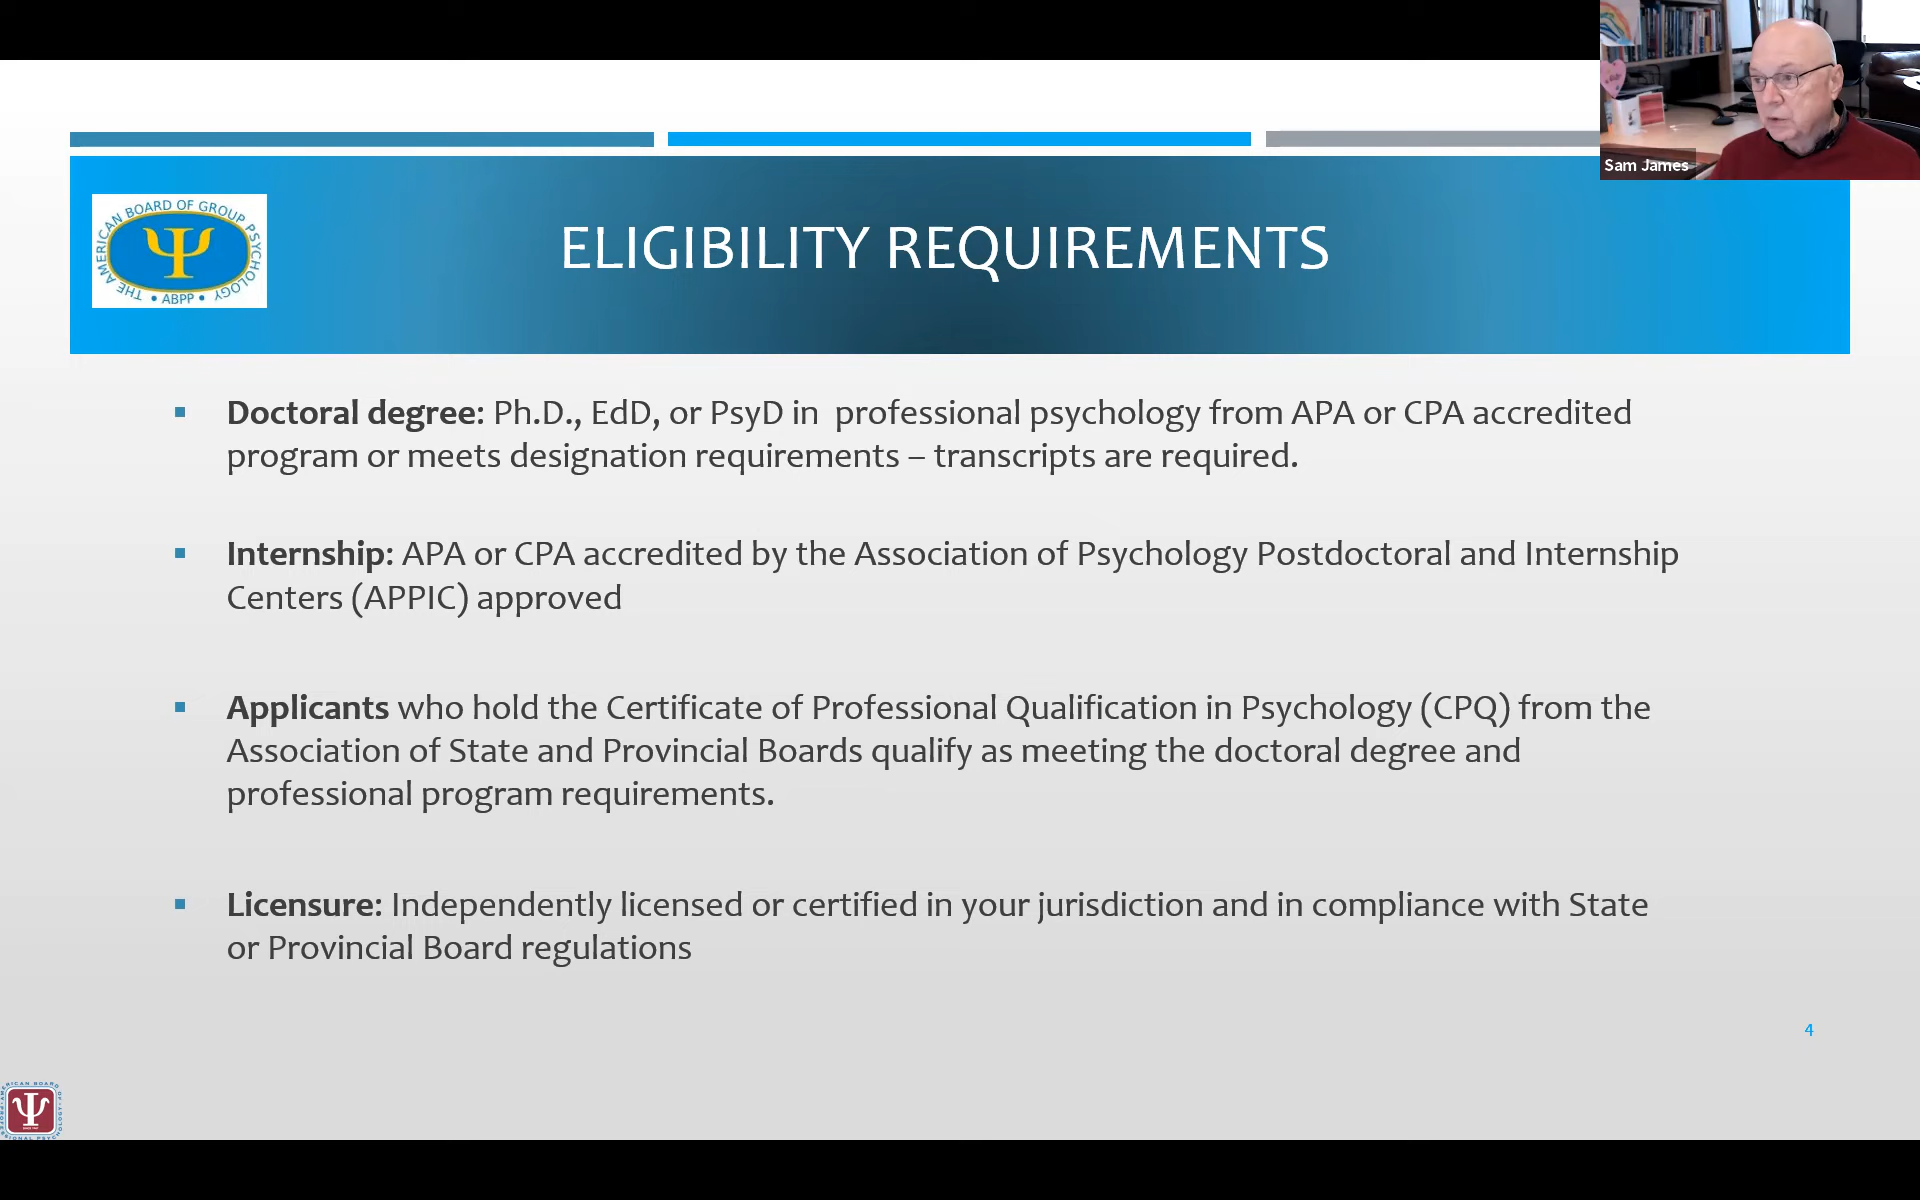 Sam James
THE AMERICAN BOARD OF GROUP PSYCHOLOGY
• ABPP •
ELIGIBILITY REQUIREMENTS
▪ Doctoral degree: Ph.D., EdD, or PsyD in  professional psychology from APA or CPA accredited
program or meets designation requirements – transcripts are required.
▪ Internship: APA or CPA accredited by the Association of Psychology Postdoctoral and Internship
Centers (APPIC) approved
▪ Applicants who hold the Certificate of Professional Qualification in Psychology (CPQ) from the
Association of State and Provincial Boards qualify as meeting the doctoral degree and
professional program requirements.
▪ Licensure: Independently licensed or certified in your jurisdiction and in compliance with State
or Provincial Board regulations
4
AMERICAN BOARD OF PROFESSIONAL PSYCHOLOGY